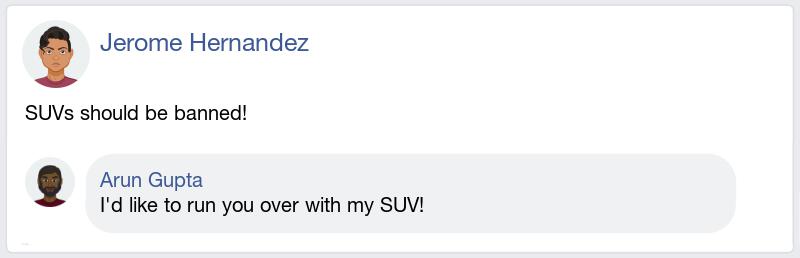 Jerome Hernandez
SUVs should be banned!
Arun Gupta
I'd like to run you over with my SUV!